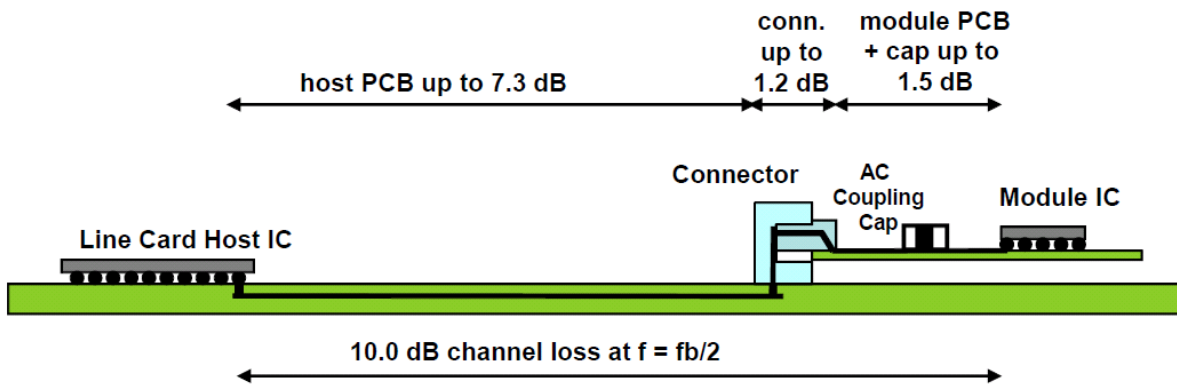 conn.
up to
1.2 dB
module PCB
+ cap up to
1.5 dB
host PCB up to 7.3 dB
Connector
AC
Coupling
Cap
Module IC
Line Card Host IC
10.0 dB channel loss at f = fb/2